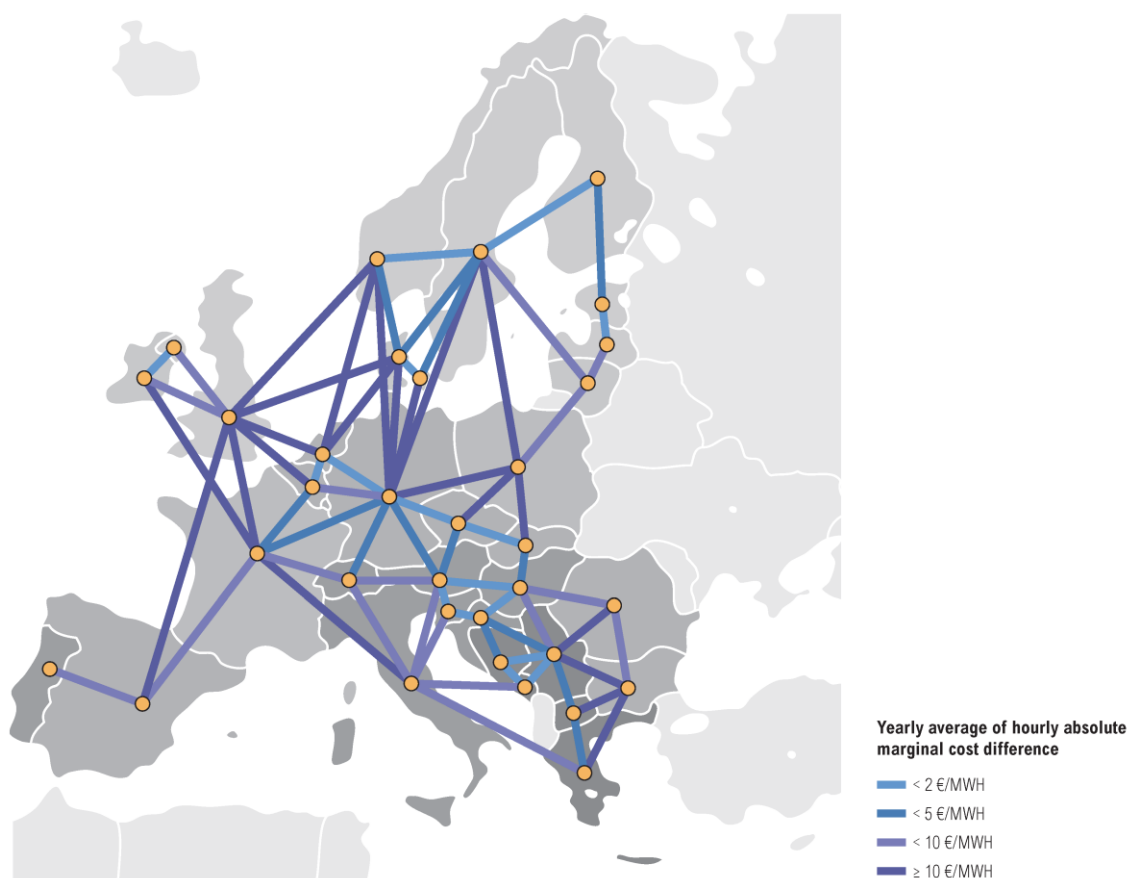 Yearly average of hourly absolute
marginal cost difference
< 2 €/MWH
< 5 €/MWH
< 10 €/MWH
≥ 10 €/MWH